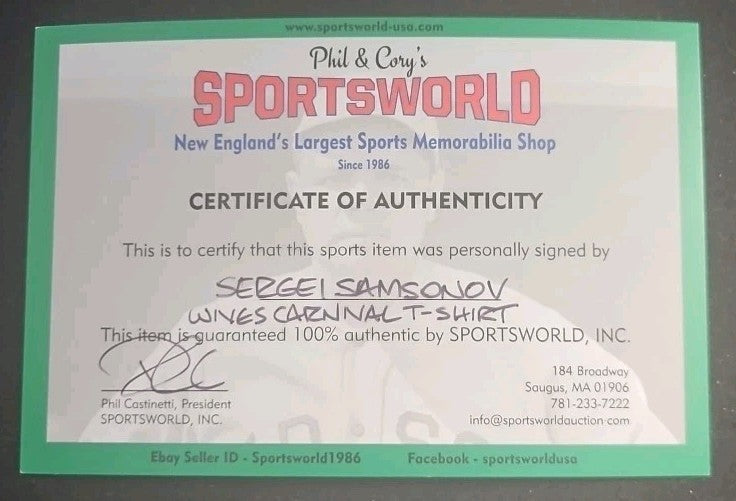 www.sportsworld-usa.com
Phil & Cory's
SPORTSWORLD
New England's Largest Sports Memorabilia Shop
Since 1986
CERTIFICATE OF AUTHENTICITY
This is to certify that this sports item was personally signed by
SERGEI SAMSONOV
WIVES CARNIVAL T-SHIRT
This item is guaranteed 100% authentic by SPORTSWORLD, INC.
184 Broadway
Phil Castinetti, President
Saugus, MA 01906
SPORTSWORLD, INC.
781-233-7222
info@sportsworldauction.com
Ebay Seller ID - Sportsworld1986
Facebook - sportsworldusa